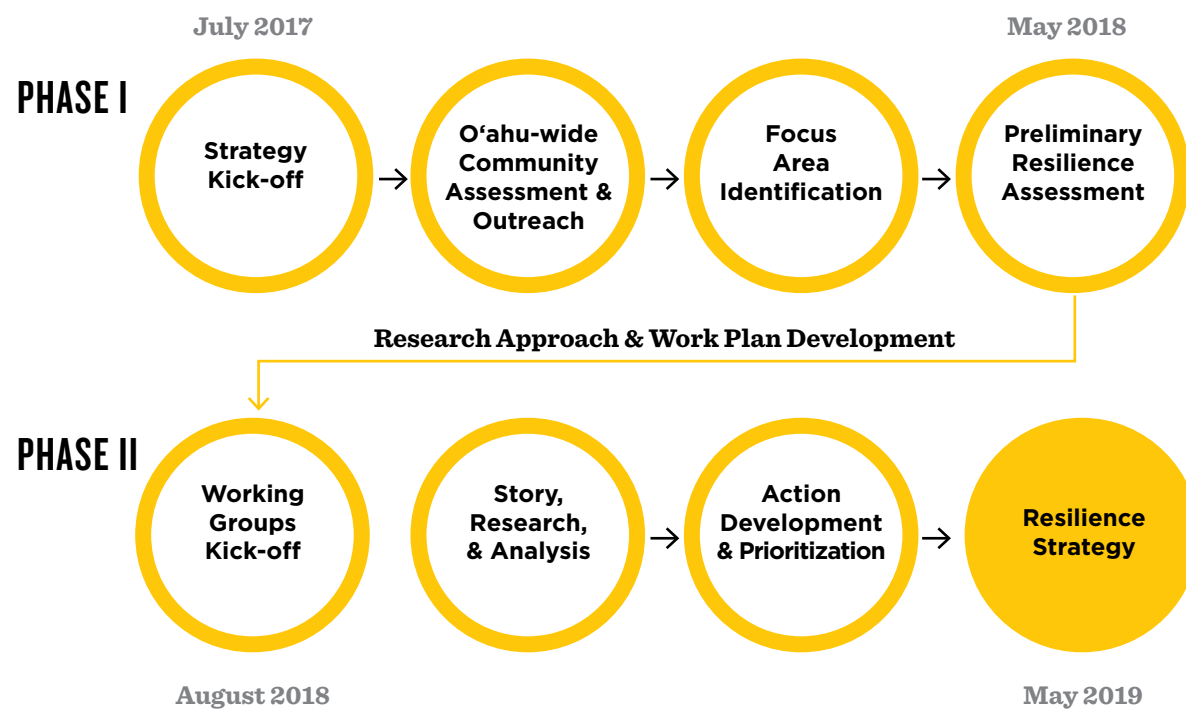 July 2017
May 2018
PHASE I
Strategy
Kick-off
O‘ahu-wide
Community
Assessment &
Outreach
Focus
Area
Identification
Preliminary
Resilience
Assessment
Research Approach & Work Plan Development
PHASE II
Working
Groups
Kick-off
Story,
Research,
& Analysis
Action
Development
& Prioritization
Resilience
Strategy
August 2018
May 2019